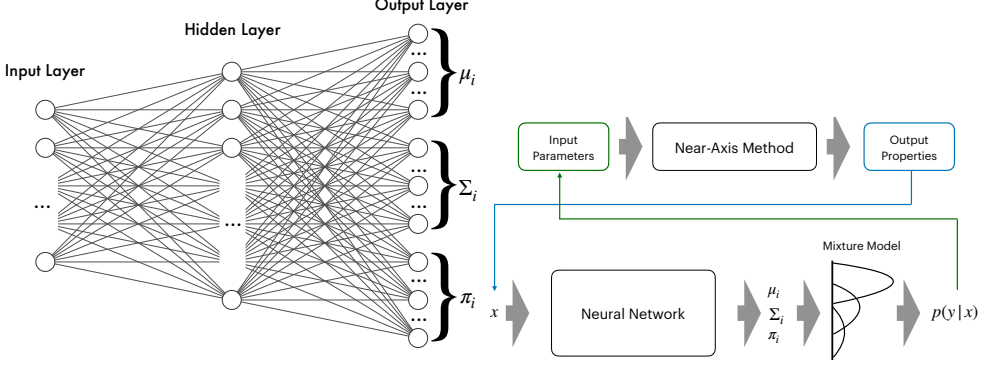 Output Layer
Hidden Layer
Input Layer
...
...
...
...
...
...
...
...
μi
Σi
πi
Input
Parameters
Near-Axis Method
Output
Properties
x
Neural Network
μi
Σi
πi
Mixture Model
p(y|x)